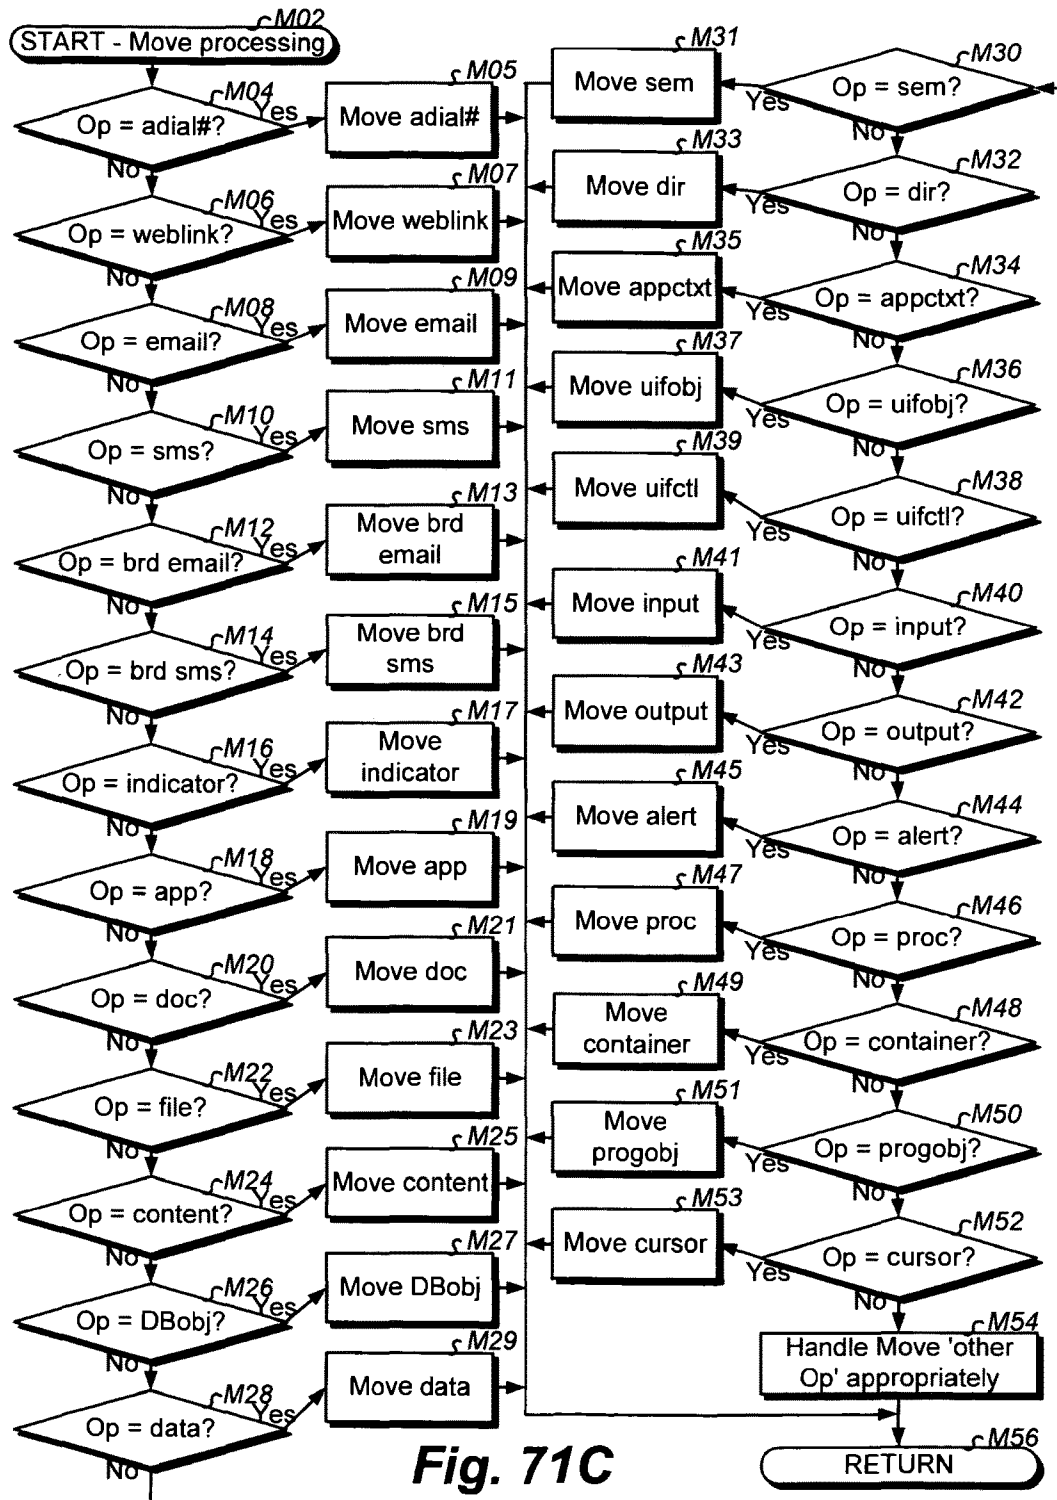 M02
START - Move processing
M04
Op = adial#?
Yes
No
M05
Move adial#
M06
Op = weblink?
Yes
No
M07
Move weblink
M08
Op = email?
Yes
No
M09
Move email
M10
Op = sms?
Yes
No
M11
Move sms
M12
Op = brd email?
Yes
No
M13
Move brd
email
M14
Op = brd sms?
Yes
No
M15
Move brd
sms
M16
Op = indicator?
Yes
No
M17
Move
indicator
M18
Op = app?
Yes
No
M19
Move app
M20
Op = doc?
Yes
No
M21
Move doc
M22
Op = file?
Yes
No
M23
Move file
M24
Op = content?
Yes
No
M25
Move content
M26
Op = DBobj?
Yes
No
M27
Move DBobj
M28
Op = data?
Yes
No
M29
Move data
M30
Op = sem?
Yes
No
M31
Move sem
M32
Op = dir?
Yes
No
M33
Move dir
M34
Op = appctxt?
Yes
No
M35
Move appctxt
M36
Op = uifobj?
Yes
No
M37
Move uifobj
M38
Op = uifctl?
Yes
No
M39
Move uifctl
M40
Op = input?
Yes
No
M41
Move input
M42
Op = output?
Yes
No
M43
Move output
M44
Op = alert?
Yes
No
M45
Move alert
M46
Op = proc?
Yes
No
M47
Move proc
M48
Op = container?
Yes
No
M49
Move
container
M50
Op = progobj?
Yes
No
M51
Move
progobj
M52
Op = cursor?
Yes
No
M53
Move cursor
M54
Handle Move 'other
Op' appropriately
M56
RETURN
Fig. 71C